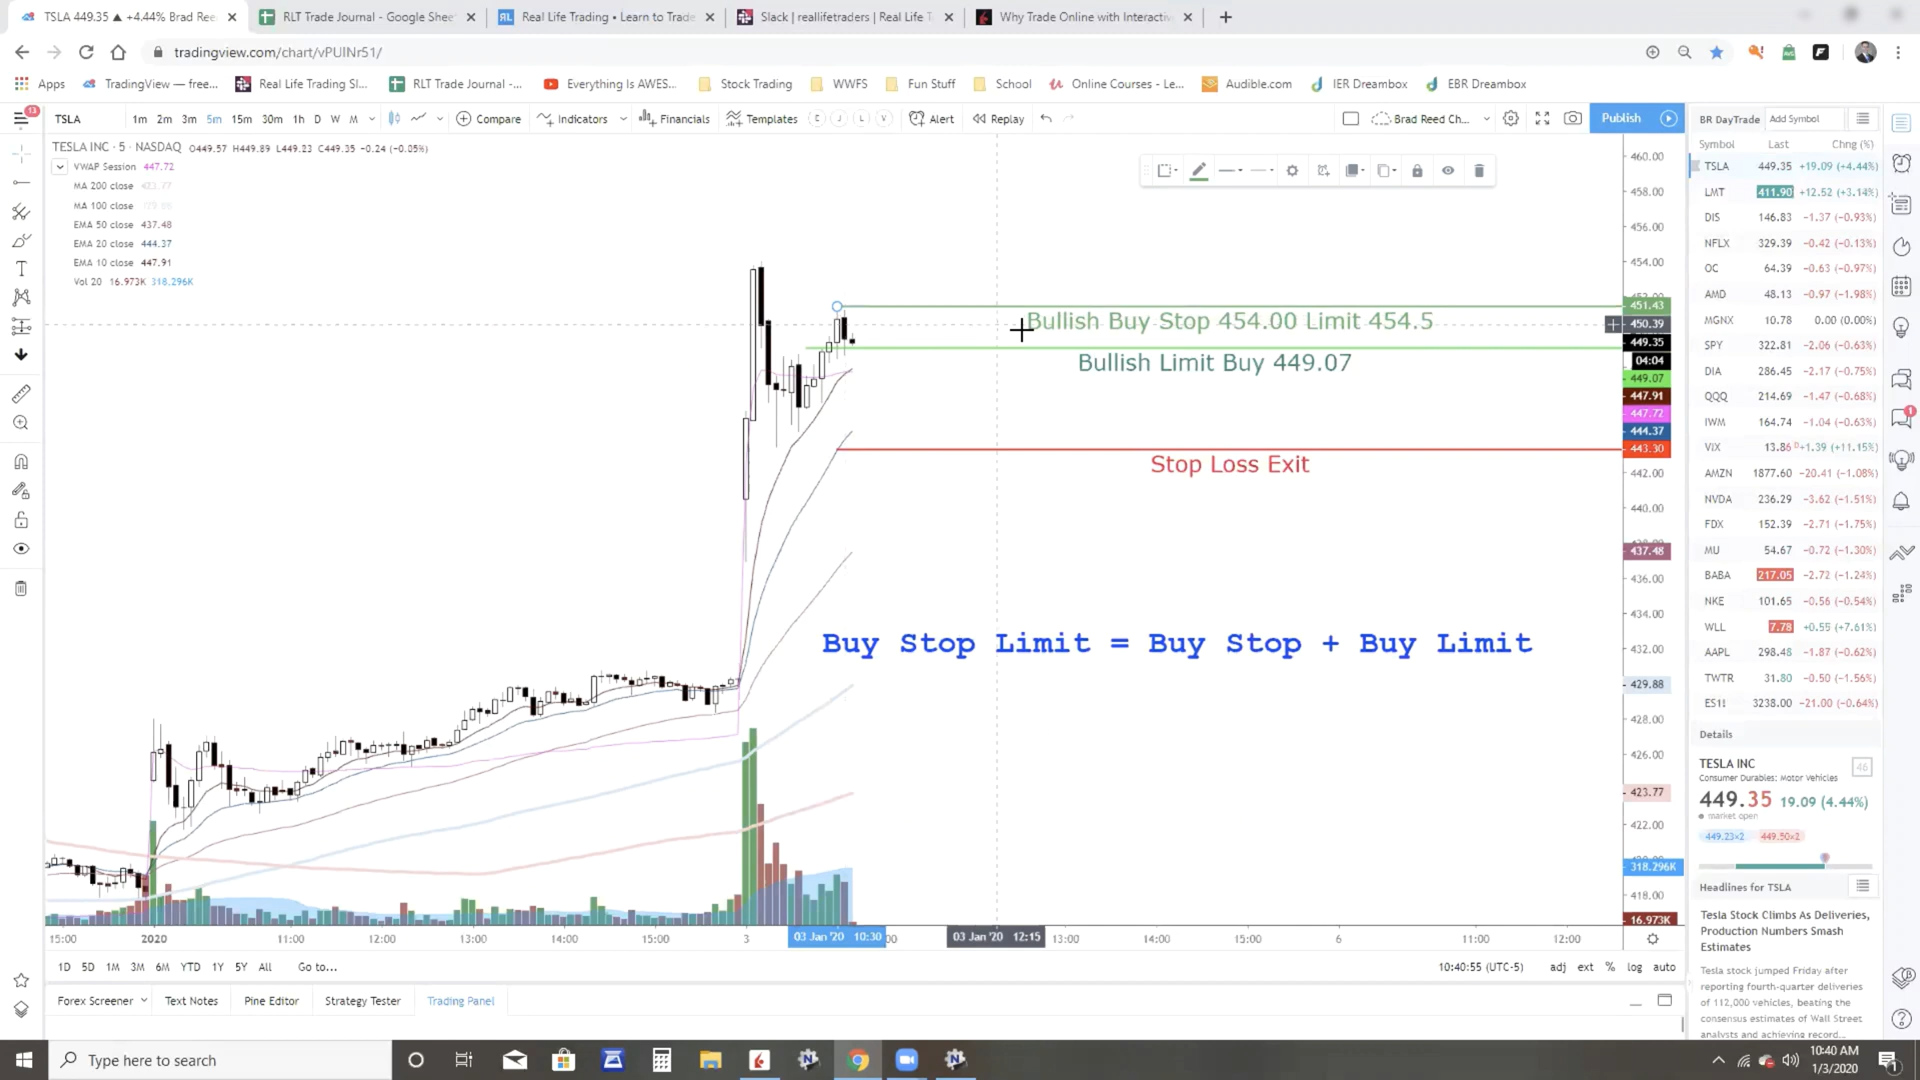 TSLA 449.35 ▲ +4.44% Brad Ree
RLT Trade Journal - Google Sheet
Real Life Trading • Learn to Trade
Slack | reallifetraders | Real Life T
Why Trade Online with Interactiv
tradingview.com/chart/vPUINr51/
Apps
TradingView — free...
Real Life Trading Sl...
RLT Trade Journal -...
Everything Is AWES...
Stock Trading
WWFS
Fun Stuff
School
Online Courses - Le...
Audible.com
IER Dreambox
EBR Dreambox
13
TSLA 1m 2m 3m 5m 15m 30m 1h D W M
Compare
Indicators
Financials
Templates
E J L V
Alert
Replay
Brad Reed Ch...
Publish
BR DayTrade
Add Symbol
TESLA INC · 5 · NASDAQ O449.57 H449.89 L449.23 C449.35 −0.24 (−0.05%)
VWAP Session 447.72
MA 200 close 423.77
MA 100 close
EMA 50 close 437.48
EMA 20 close 444.37
EMA 10 close 447.91
Vol 20 16.973K 318.296K
Bullish Buy Stop 454.00 Limit 454.5
Bullish Limit Buy 449.07
Stop Loss Exit
Buy Stop Limit = Buy Stop + Buy Limit
460.00
458.00
456.00
454.00
451.43
450.39
449.35
04:04
449.07
447.91
447.72
444.37
443.30
442.00
440.00
437.48
436.00
434.00
432.00
429.88
428.00
426.00
423.77
422.00
318.296K
418.00
16.973K
15:00 2020 11:00 12:00 13:00 14:00 15:00 3 03 Jan '20 10:30 :00 03 Jan '20 12:15 13:00 14:00 15:00 6 11:00 12:00
1D 5D 1M 3M 6M YTD 1Y 5Y All Go to...
10:40:55 (UTC-5) adj ext % log auto
Forex Screener Text Notes Pine Editor Strategy Tester Trading Panel
Symbol Last Chng (%)
TSLA 449.35 +19.09 (+4.44%)
LMT 411.90 +12.52 (+3.14%)
DIS 146.83 −1.37 (−0.93%)
NFLX 329.39 −0.42 (−0.13%)
OC 64.39 −0.63 (−0.97%)
AMD 48.13 −0.97 (−1.98%)
MGNX 10.78 0.00 (0.00%)
SPY 322.81 −2.06 (−0.63%)
DIA 286.45 −2.17 (−0.75%)
QQQ 214.69 −1.47 (−0.68%)
IWM 164.74 −1.04 (−0.63%)
VIX 13.86 D +1.39 (+11.15%)
AMZN 1877.60 −20.41 (−1.08%)
NVDA 236.29 −3.62 (−1.51%)
FDX 152.39 −2.71 (−1.75%)
MU 54.67 −0.72 (−1.30%)
BABA 217.05 −2.72 (−1.24%)
NKE 101.65 −0.56 (−0.54%)
WLL 7.78 +0.55 (+7.61%)
AAPL 298.48 −1.87 (−0.62%)
TWTR 31.80 −0.50 (−1.56%)
ES1! 3238.00 −21.00 (−0.64%)
Details
TESLA INC
46
Consumer Durables: Motor Vehicles
449.35 19.09 (4.44%)
market open
449.23×2 449.50×2
Headlines for TSLA
Tesla Stock Climbs As Deliveries,
Production Numbers Smash
Estimates
Tesla stock jumped Friday after
reporting fourth-quarter deliveries
of 112,000 vehicles, beating the
consensus estimates of Wall Street
analysts and achieving record...
1
Type here to search
10:40 AM
1/3/2020
1